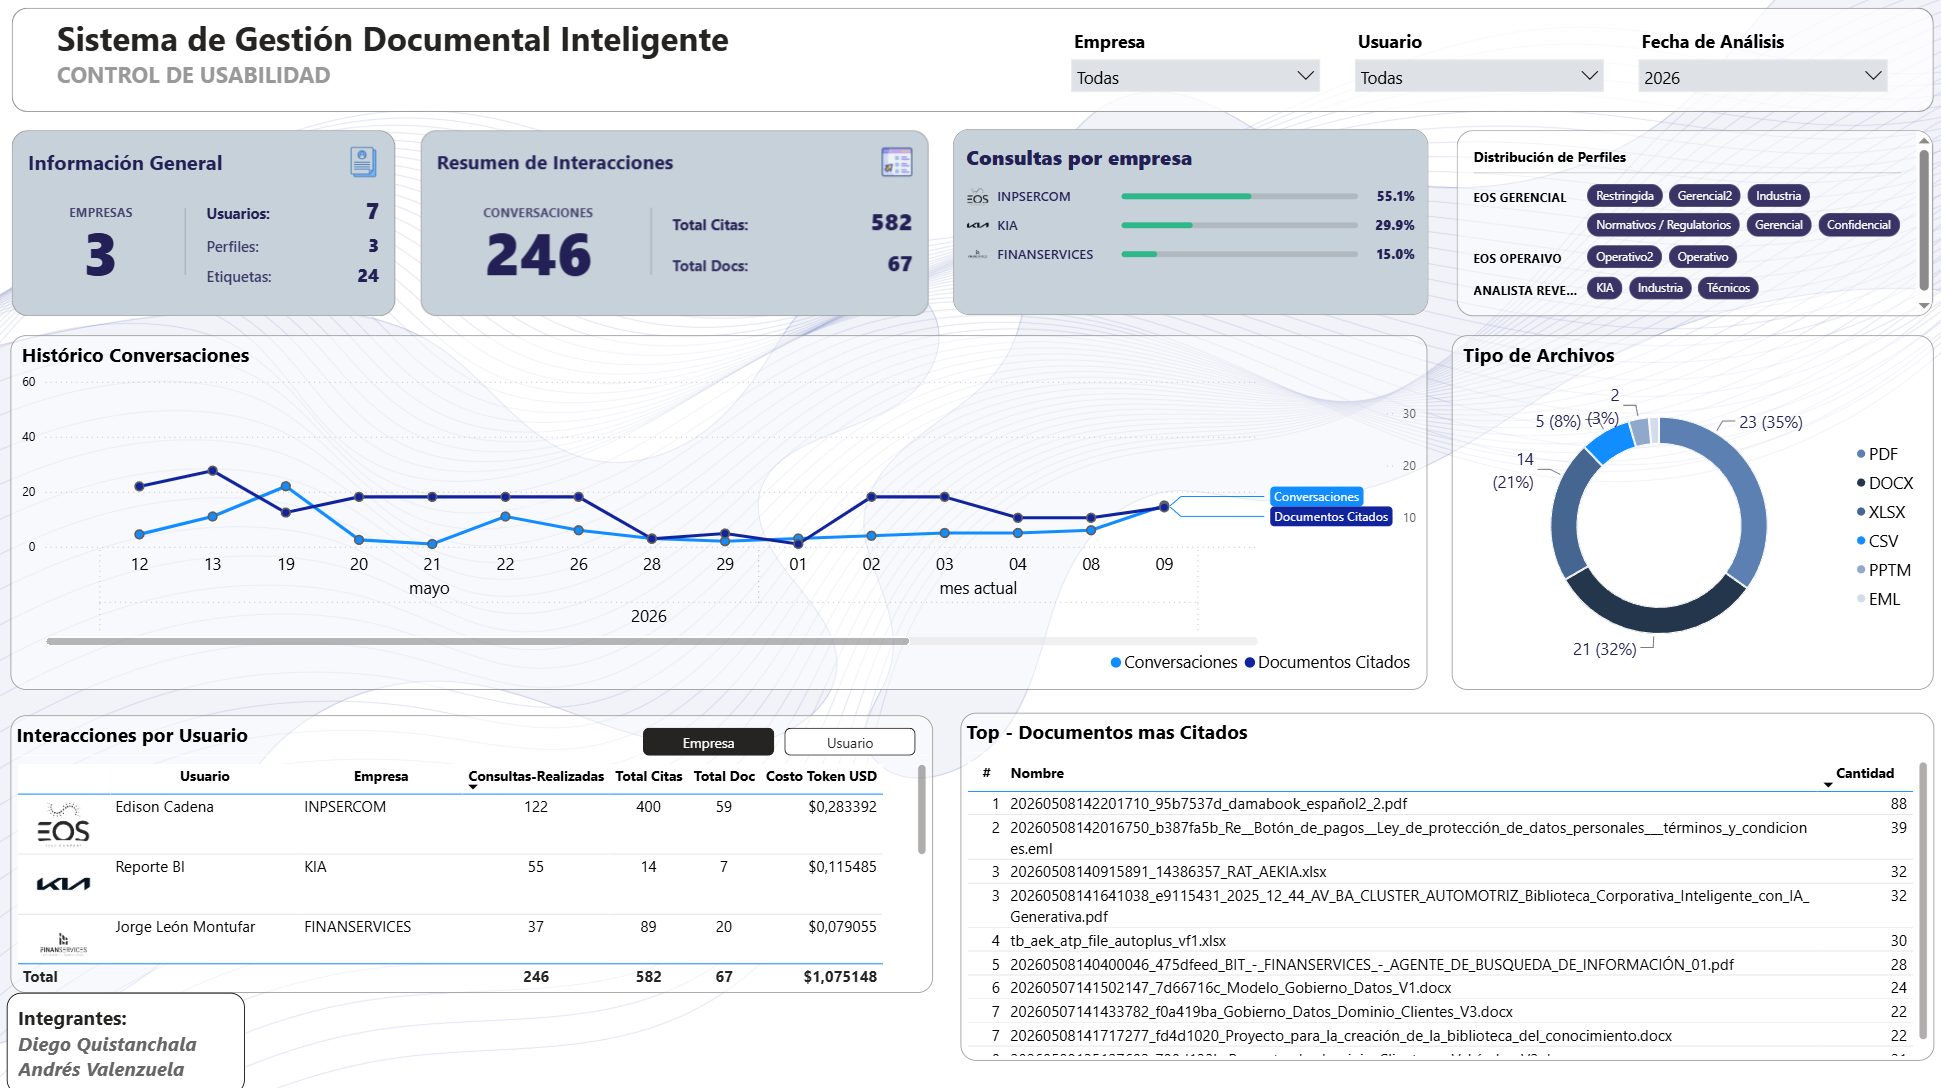 Sistema de Gestión Documental Inteligente
CONTROL DE USABILIDAD
Empresa
Todas
Usuario
Todas
Fecha de Análisis
2026
Información General
EMPRESAS
3
Usuarios: 7
Perfiles: 3
Etiquetas: 24
Resumen de Interacciones
CONVERSACIONES
246
Total Citas: 582
Total Docs: 67
Consultas por empresa
EOS INPSERCOM 55.1%
KIA KIA 29.9%
FINANSERVICES 15.0%
Distribución de Perfiles
EOS GERENCIAL Restringida Gerencial2 Industria
Normativos / Regulatorios Gerencial Confidencial
EOS OPERAIVO Operativo2 Operativo
ANALISTA REVE... KIA Industria Técnicos
Histórico Conversaciones
60
40
20
0
30
20
10
Conversaciones
Documentos Citados
12 13 19 20 21 22 26 28 29 01 02 03 04 08 09
mayo mes actual
2026
Conversaciones Documentos Citados
Tipo de Archivos
2
(3%)
5 (8%)
23 (35%)
14
(21%)
21 (32%)
PDF
DOCX
XLSX
CSV
PPTM
EML
Interacciones por Usuario
Empresa Usuario
Usuario Empresa Consultas-Realizadas Total Citas Total Doc Costo Token USD
EOS Edison Cadena INPSERCOM 122 400 59 $0,283392
KIA Reporte BI KIA 55 14 7 $0,115485
FINANSERVICES Jorge León Montufar FINANSERVICES 37 89 20 $0,079055
Total 246 582 67 $1,075148
Top - Documentos mas Citados
# Nombre Cantidad
1 20260508142201710_95b7537d_damabook_español2_2.pdf 88
2 20260508142016750_b387fa5b_Re__Botón_de_pagos__Ley_de_protección_de_datos_personales___términos_y_condicion 39
es.eml
3 20260508140915891_14386357_RAT_AEKIA.xlsx 32
3 20260508141641038_e9115431_2025_12_44_AV_BA_CLUSTER_AUTOMOTRIZ_Biblioteca_Corporativa_Inteligente_con_IA_ 32
Generativa.pdf
4 tb_aek_atp_file_autoplus_vf1.xlsx 30
5 20260508140400046_475dfeed_BIT_-_FINANSERVICES_-_AGENTE_DE_BUSQUEDA_DE_INFORMACIÓN_01.pdf 28
6 20260507141502147_7d66716c_Modelo_Gobierno_Datos_V1.docx 24
7 20260507141433782_f0a419ba_Gobierno_Datos_Dominio_Clientes_V3.docx 22
7 20260508141717277_fd4d1020_Proyecto_para_la_creación_de_la_biblioteca_del_conocimiento.docx 22
Integrantes:
Diego Quistanchala
Andrés Valenzuela